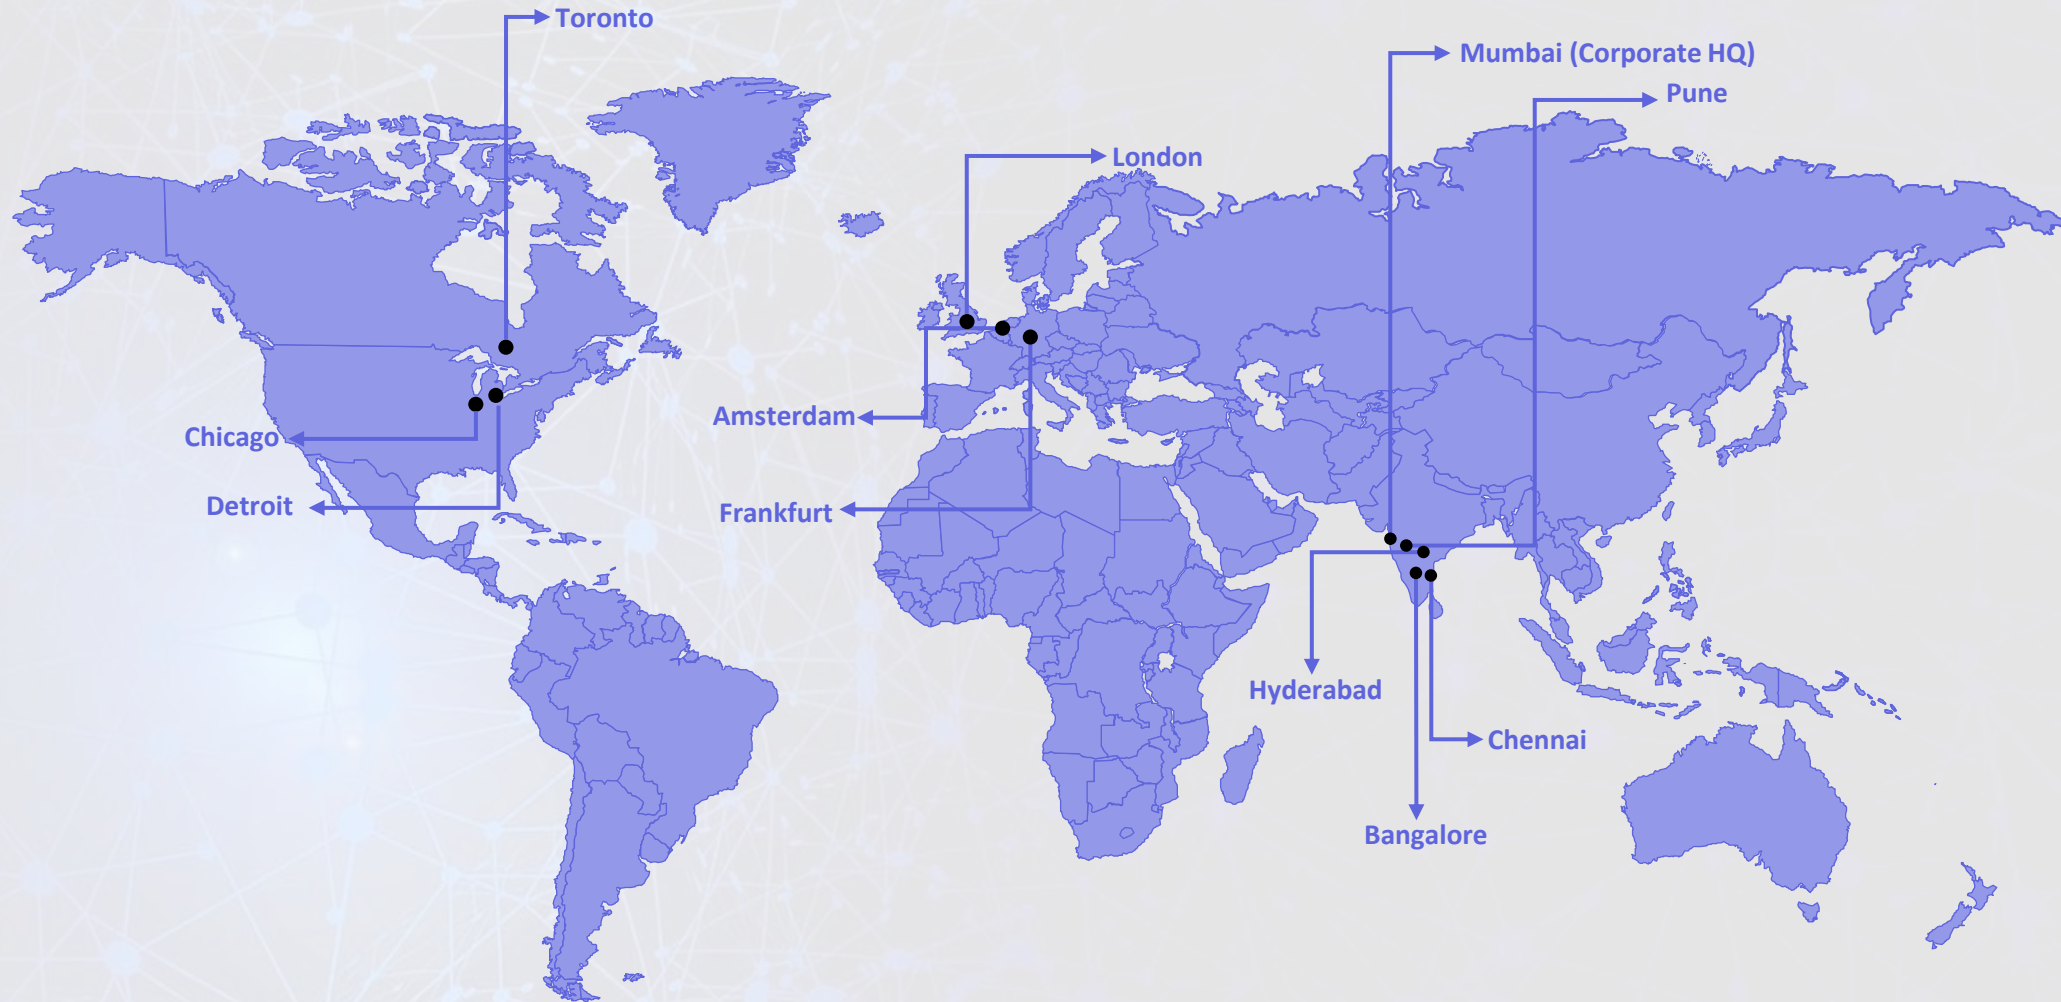 Toronto
Mumbai (Corporate HQ)
Pune
London
Amsterdam
Chicago
Detroit
Frankfurt
Hyderabad
Chennai
Bangalore